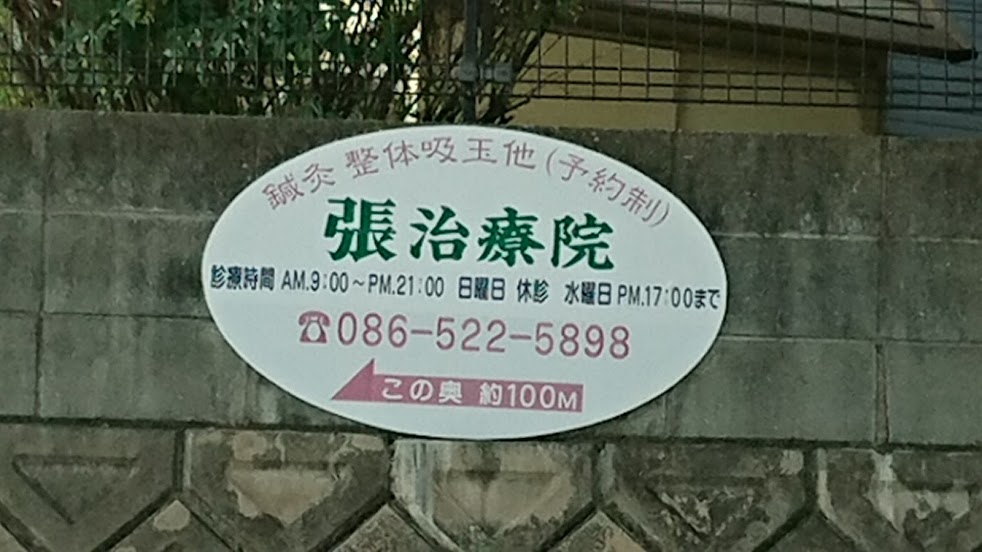 鍼灸 整体吸玉他(予約制)
張治療院
診療時間 AM.9:00～PM.21:00 日曜日 休診 水曜日 PM.17:00まで
☎086-522-5898
この奥 約100M